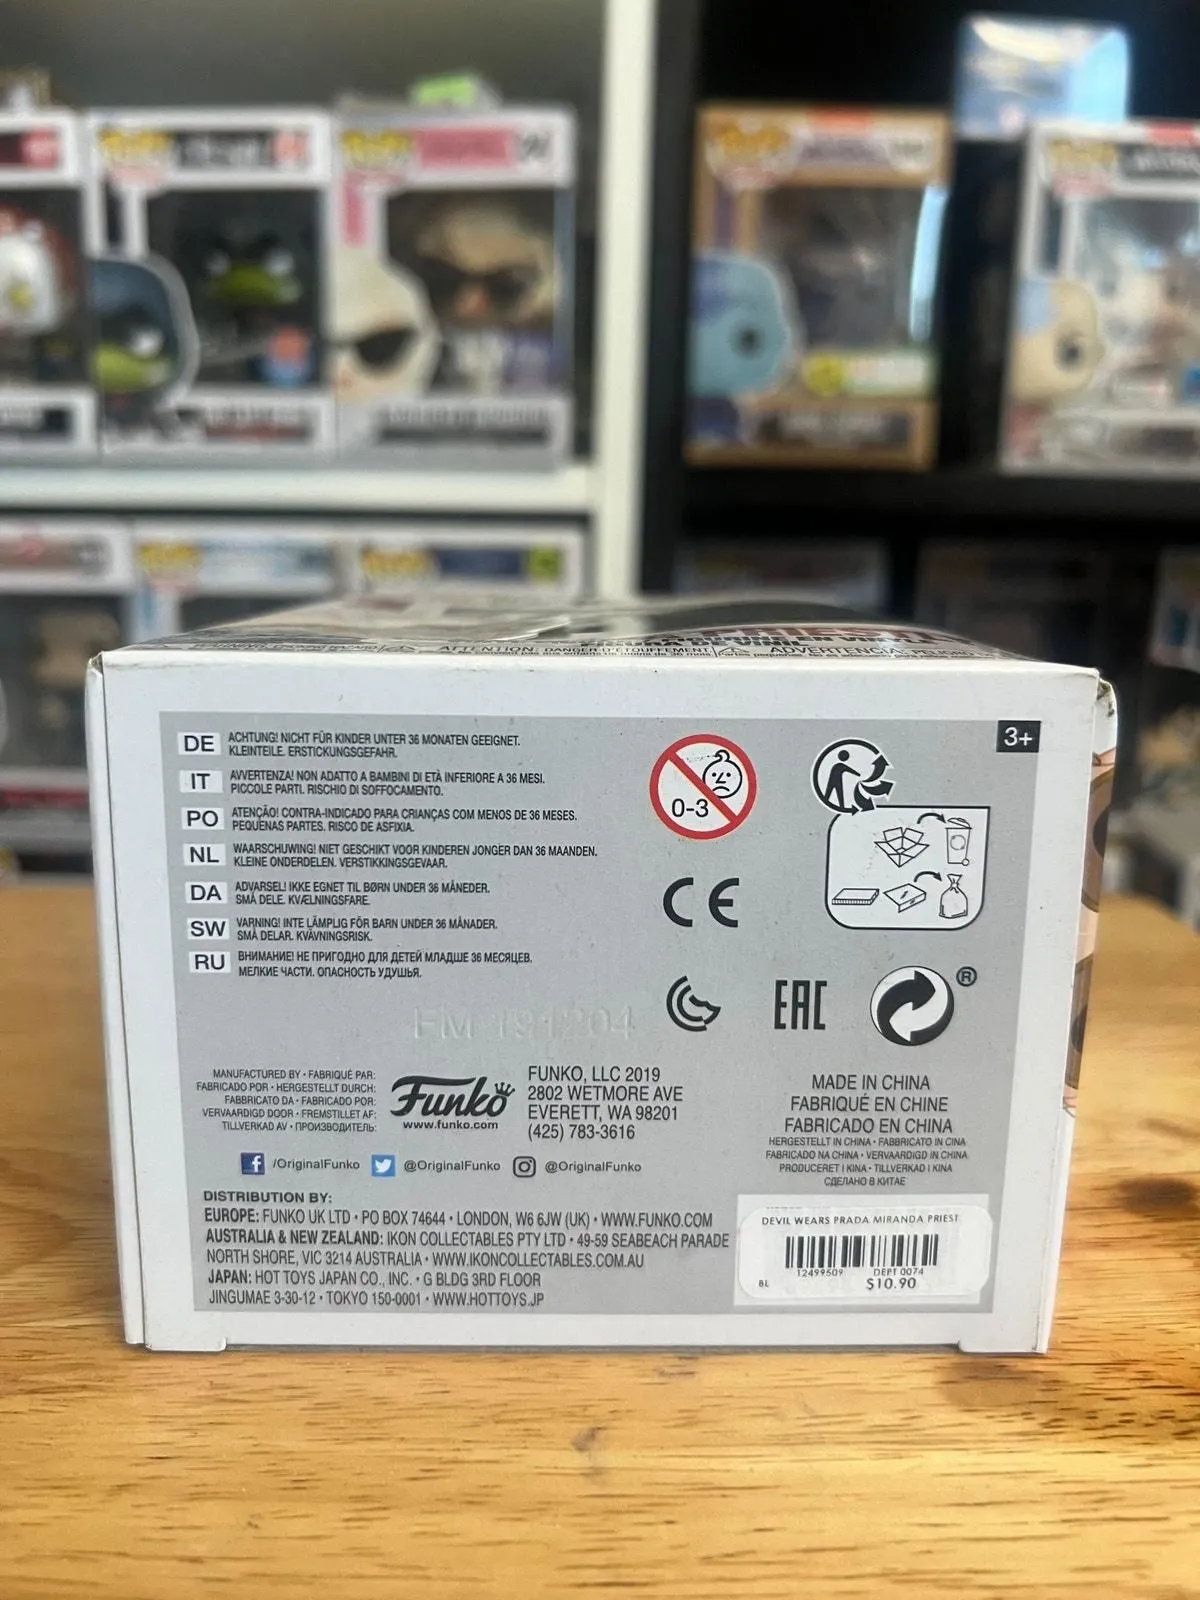 ATTENTION: DANGER D'ÉTOUFFEMENT
ADVERTENCIA:
3+
DE
ACHTUNG! NICHT FÜR KINDER UNTER 36 MONATEN GEEIGNET.
KLEINTEILE. ERSTICKUNGSGEFAHR.
IT
AVVERTENZA! NON ADATTO A BAMBINI DI ETÀ INFERIORE A 36 MESI.
PICCOLE PARTI. RISCHIO DI SOFFOCAMENTO.
PO
ATENÇÃO! CONTRA-INDICADO PARA CRIANÇAS COM MENOS DE 36 MESES.
PEQUENAS PARTES. RISCO DE ASFIXIA.
NL
WAARSCHUWING! NIET GESCHIKT VOOR KINDEREN JONGER DAN 36 MAANDEN.
KLEINE ONDERDELEN. VERSTIKKINGSGEVAAR.
DA
ADVARSEL! IKKE EGNET TIL BØRN UNDER 36 MÅNEDER.
SMÅ DELE. KVÆLNINGSFARE.
SW
VARNING! INTE LÄMPLIG FÖR BARN UNDER 36 MÅNADER.
SMÅ DELAR. KVÄVNINGSRISK.
RU
ВНИМАНИЕ! НЕ ПРИГОДНО ДЛЯ ДЕТЕЙ МЛАДШЕ 36 МЕСЯЦЕВ.
МЕЛКИЕ ЧАСТИ. ОПАСНОСТЬ УДУШЬЯ.
0-3
CE
EAC
®
FM 191204
MANUFACTURED BY • FABRIQUÉ PAR:
FABRICADO POR • HERGESTELLT DURCH:
FABBRICATO DA • FABRICADO POR:
VERVAARDIGD DOOR • FREMSTILLET AF:
TILLVERKAD AV • ПРОИЗВОДИТЕЛЬ:
Funko
www.funko.com
FUNKO, LLC 2019
2802 WETMORE AVE
EVERETT, WA 98201
(425) 783-3616
/OriginalFunko @OriginalFunko @OriginalFunko
MADE IN CHINA
FABRIQUÉ EN CHINE
FABRICADO EN CHINA
HERGESTELLT IN CHINA • FABBRICATO IN CINA
FABRICADO NA CHINA • VERVAARDIGD IN CHINA
PRODUCERET I KINA • TILLVERKAD I KINA
СДЕЛАНО В КИТАЕ
DISTRIBUTION BY:
EUROPE: FUNKO UK LTD • PO BOX 74644 • LONDON, W6 6JW (UK) • WWW.FUNKO.COM
AUSTRALIA & NEW ZEALAND: IKON COLLECTABLES PTY LTD • 49-59 SEABEACH PARADE
NORTH SHORE, VIC 3214 AUSTRALIA • WWW.IKONCOLLECTABLES.COM.AU
JAPAN: HOT TOYS JAPAN CO., INC. • G BLDG 3RD FLOOR
JINGUMAE 3-30-12 • TOKYO 150-0001 • WWW.HOTTOYS.JP
DEVIL WEARS PRADA MIRANDA PRIEST
12499509 DEPT 0074
BL $10.90